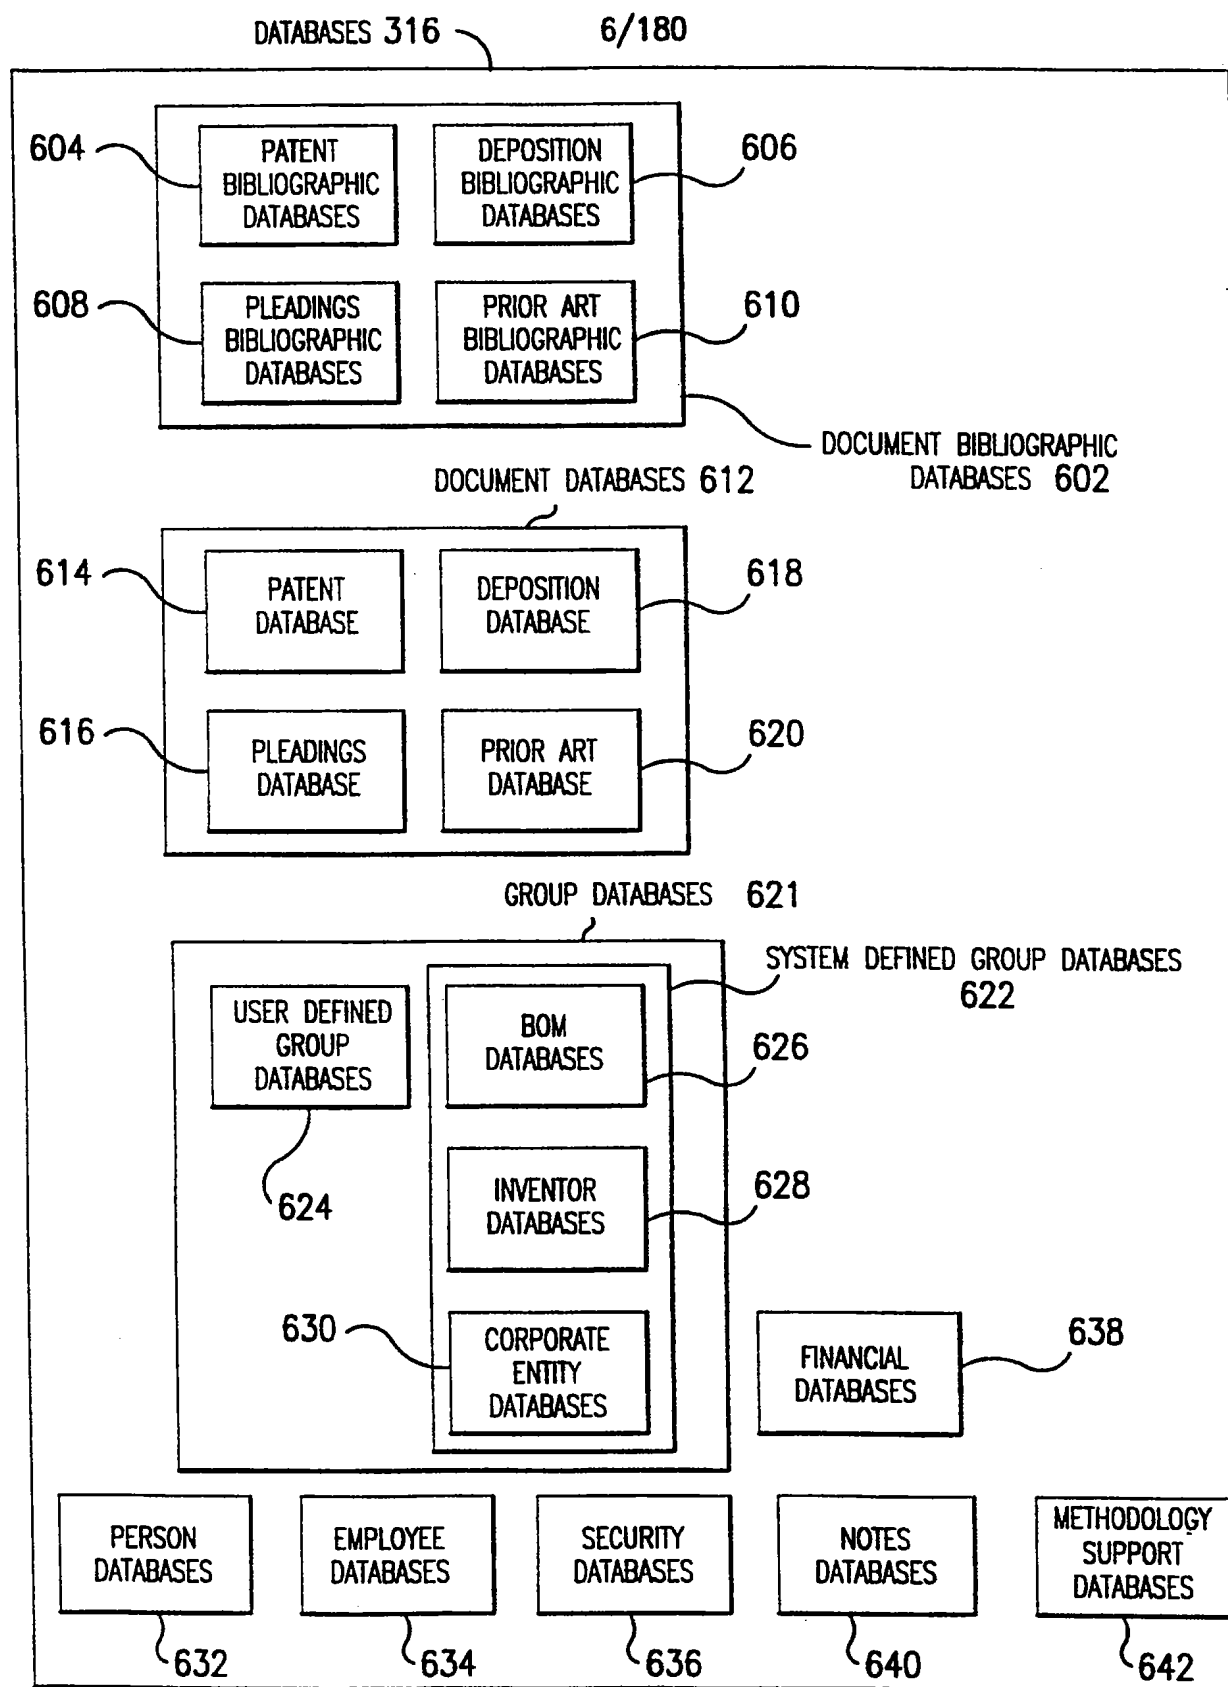 DATABASES 316
6/180
604
PATENT
BIBLIOGRAPHIC
DATABASES
DEPOSITION
BIBLIOGRAPHIC
DATABASES
606
608
PLEADINGS
BIBLIOGRAPHIC
DATABASES
PRIOR ART
BIBLIOGRAPHIC
DATABASES
610
DOCUMENT BIBLIOGRAPHIC
DATABASES 602
DOCUMENT DATABASES 612
614
PATENT
DATABASE
DEPOSITION
DATABASE
618
616
PLEADINGS
DATABASE
PRIOR ART
DATABASE
620
GROUP DATABASES 621
SYSTEM DEFINED GROUP DATABASES
622
USER DEFINED
GROUP
DATABASES
624
BOM
DATABASES
626
INVENTOR
DATABASES
628
630
CORPORATE
ENTITY
DATABASES
FINANCIAL
DATABASES
638
PERSON
DATABASES
632
EMPLOYEE
DATABASES
634
SECURITY
DATABASES
636
NOTES
DATABASES
640
METHODOLOGY
SUPPORT
DATABASES
642